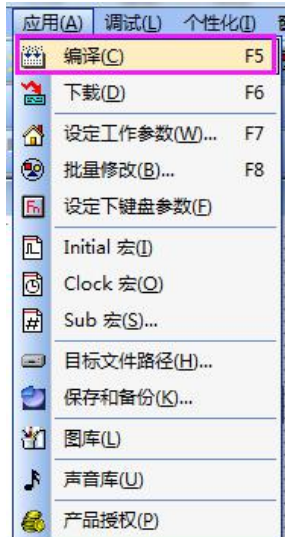 应用(A) 调试(L) 个性化(I)
编译(C) F5
下载(D) F6
设定工作参数(W)... F7
批量修改(B)... F8
Fn 设定下键盘参数(F)
Initial 宏(I)
Clock 宏(O)
# Sub 宏(S)...
目标文件路径(H)...
保存和备份(K)...
图库(L)
声音库(U)
产品授权(P)